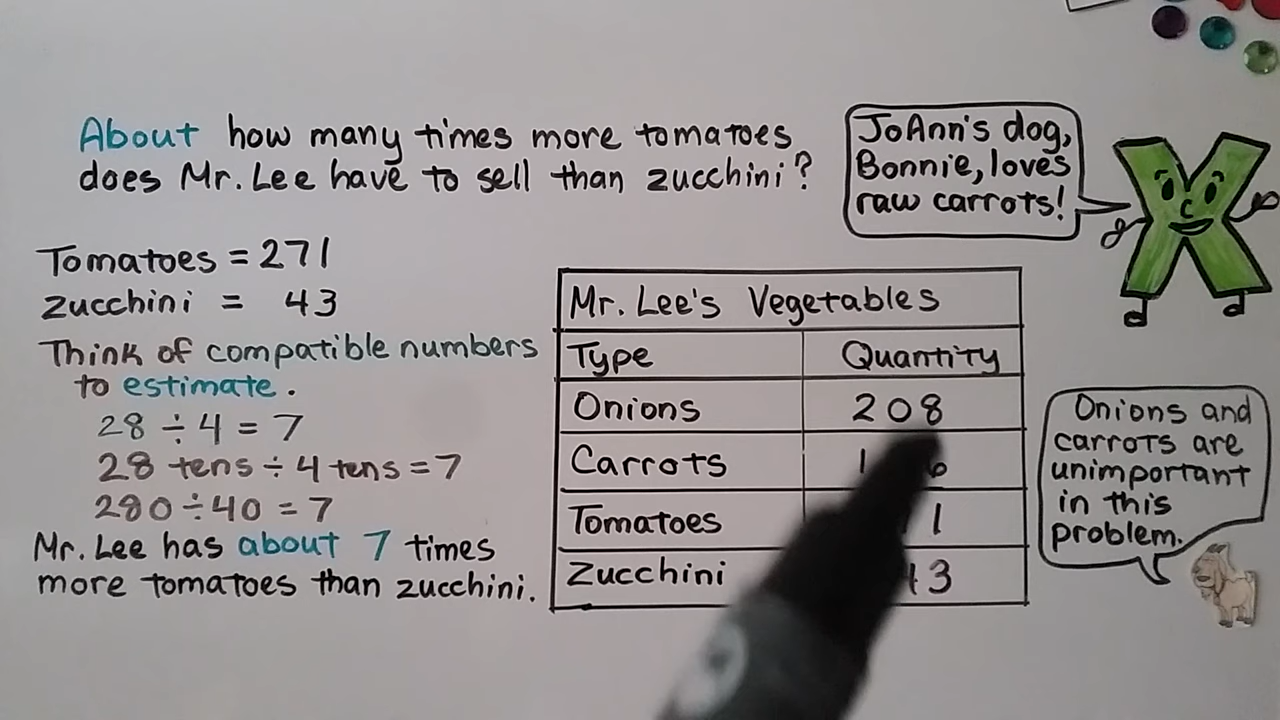 About how many times more tomatoes
does Mr. Lee have to sell than zucchini?
JoAnn's dog,
Bonnie, loves
raw carrots!
Tomatoes = 271
zucchini = 43
Think of compatible numbers
to estimate.
28 ÷ 4 = 7
28 tens ÷ 4 tens = 7
280 ÷ 40 = 7
Mr. Lee has about 7 times
more tomatoes than zucchini.
Mr. Lee's Vegetables
Type Quantity
Onions 208
Carrots
Tomatoes
Zucchini
Onions and
carrots are
unimportant
in this
problem.